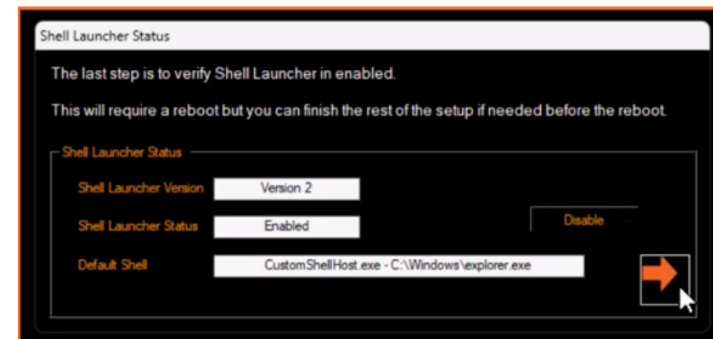 Shell Launcher Status
The last step is to verify Shell Launcher in enabled.
This will require a reboot but you can finish the rest of the setup if needed before the reboot.
Shell Launcher Status
Shell Launcher Version Version 2
Shell Launcher Status Enabled Disable
Default Shell CustomShellHost.exe - C:\Windows\explorer.exe